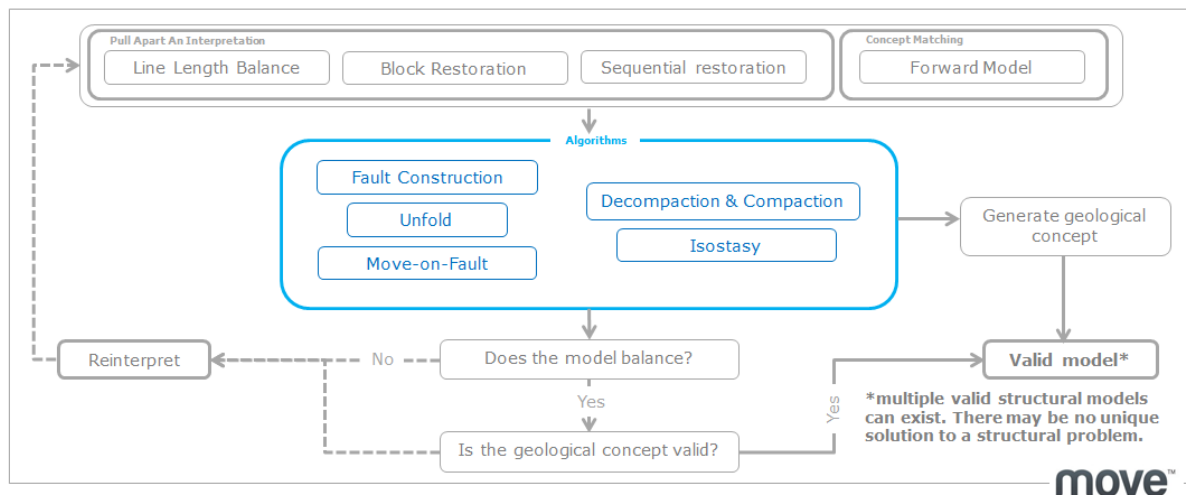 Pull Apart An Interpretation
Concept Matching
Line Length Balance
Block Restoration
Sequential restoration
Forward Model
Algorithms
Fault Construction
Unfold
Move-on-Fault
Decompaction & Compaction
Isostasy
Generate geological
concept
Reinterpret
No
Does the model balance?
Yes
Is the geological concept valid?
Yes
Valid model*
*multiple valid structural models
can exist. There may be no unique
solution to a structural problem.
move™